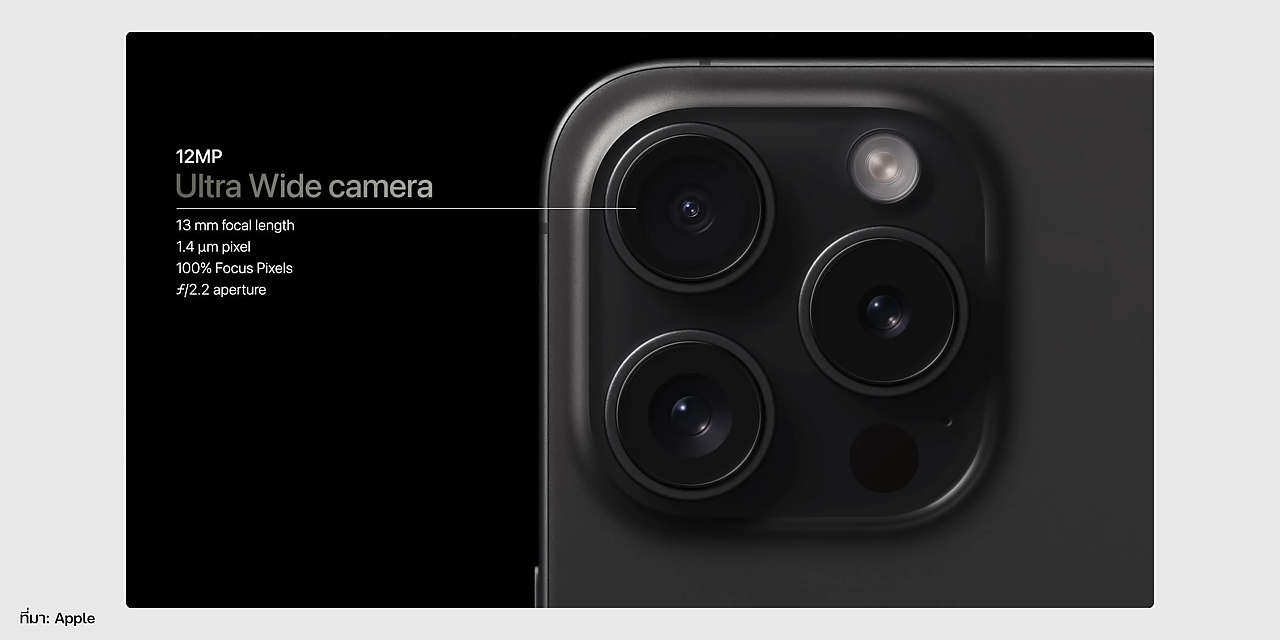 12MP
Ultra Wide camera
13 mm focal length
1.4 µm pixel
100% Focus Pixels
ƒ/2.2 aperture
ที่มา: Apple